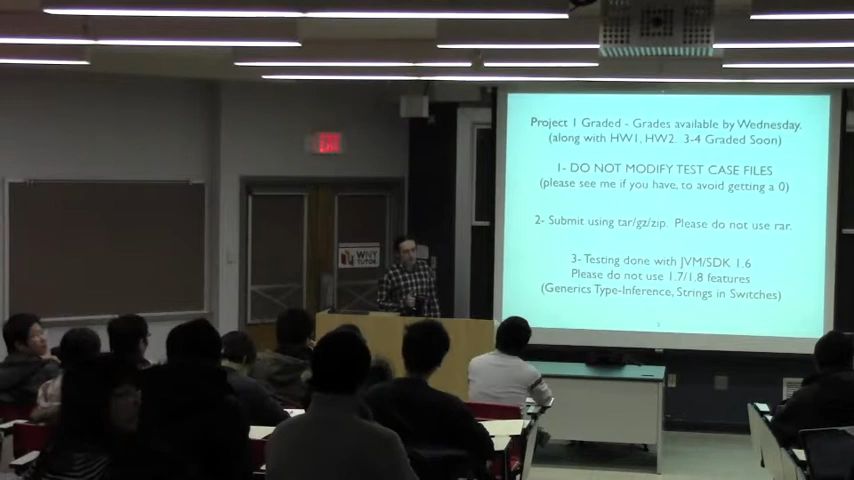 Project 1 Graded - Grades available by Wednesday.
(along with HW1, HW2. 3-4 Graded Soon)
1- DO NOT MODIFY TEST CASE FILES
(please see me if you have, to avoid getting a 0)
2- Submit using tar/gz/zip. Please do not use rar.
3- Testing done with JVM/SDK 1.6
Please do not use 1.7/1.8 features
(Generics Type-Inference, Strings in Switches)
EXIT
WNY
TUTOR